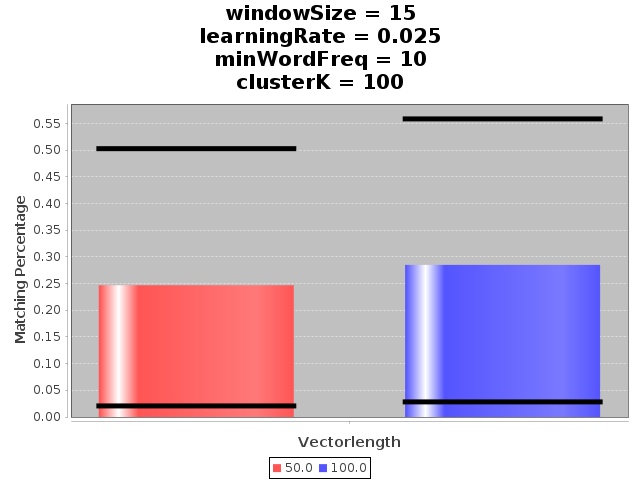 windowSize = 15
learningRate = 0.025
minWordFreq = 10
clusterK = 100
0.55
0.50
0.45
0.40
0.35
0.30
0.25
0.20
0.15
0.10
0.05
0.00
Matching Percentage
Vectorlength
50.0 100.0